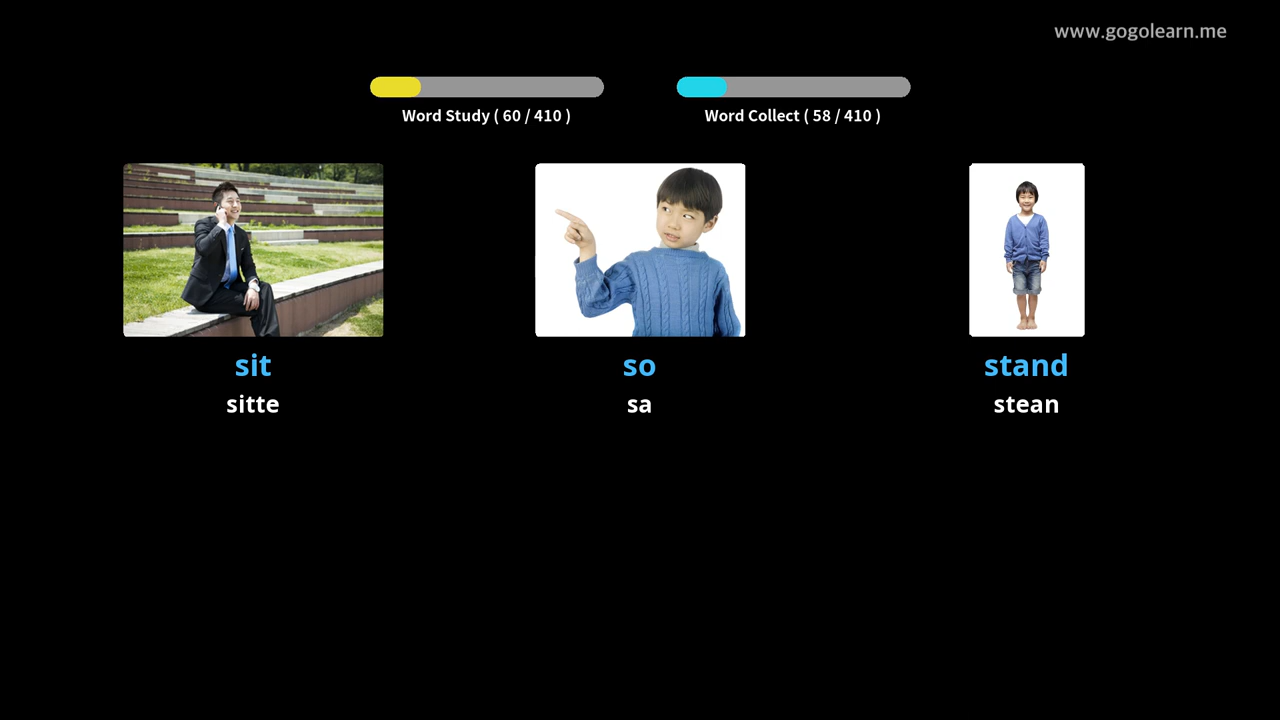 www.gogolearn.me
Word Study ( 60 / 410 )
Word Collect ( 58 / 410 )
sit
sitte
so
sa
stand
stean